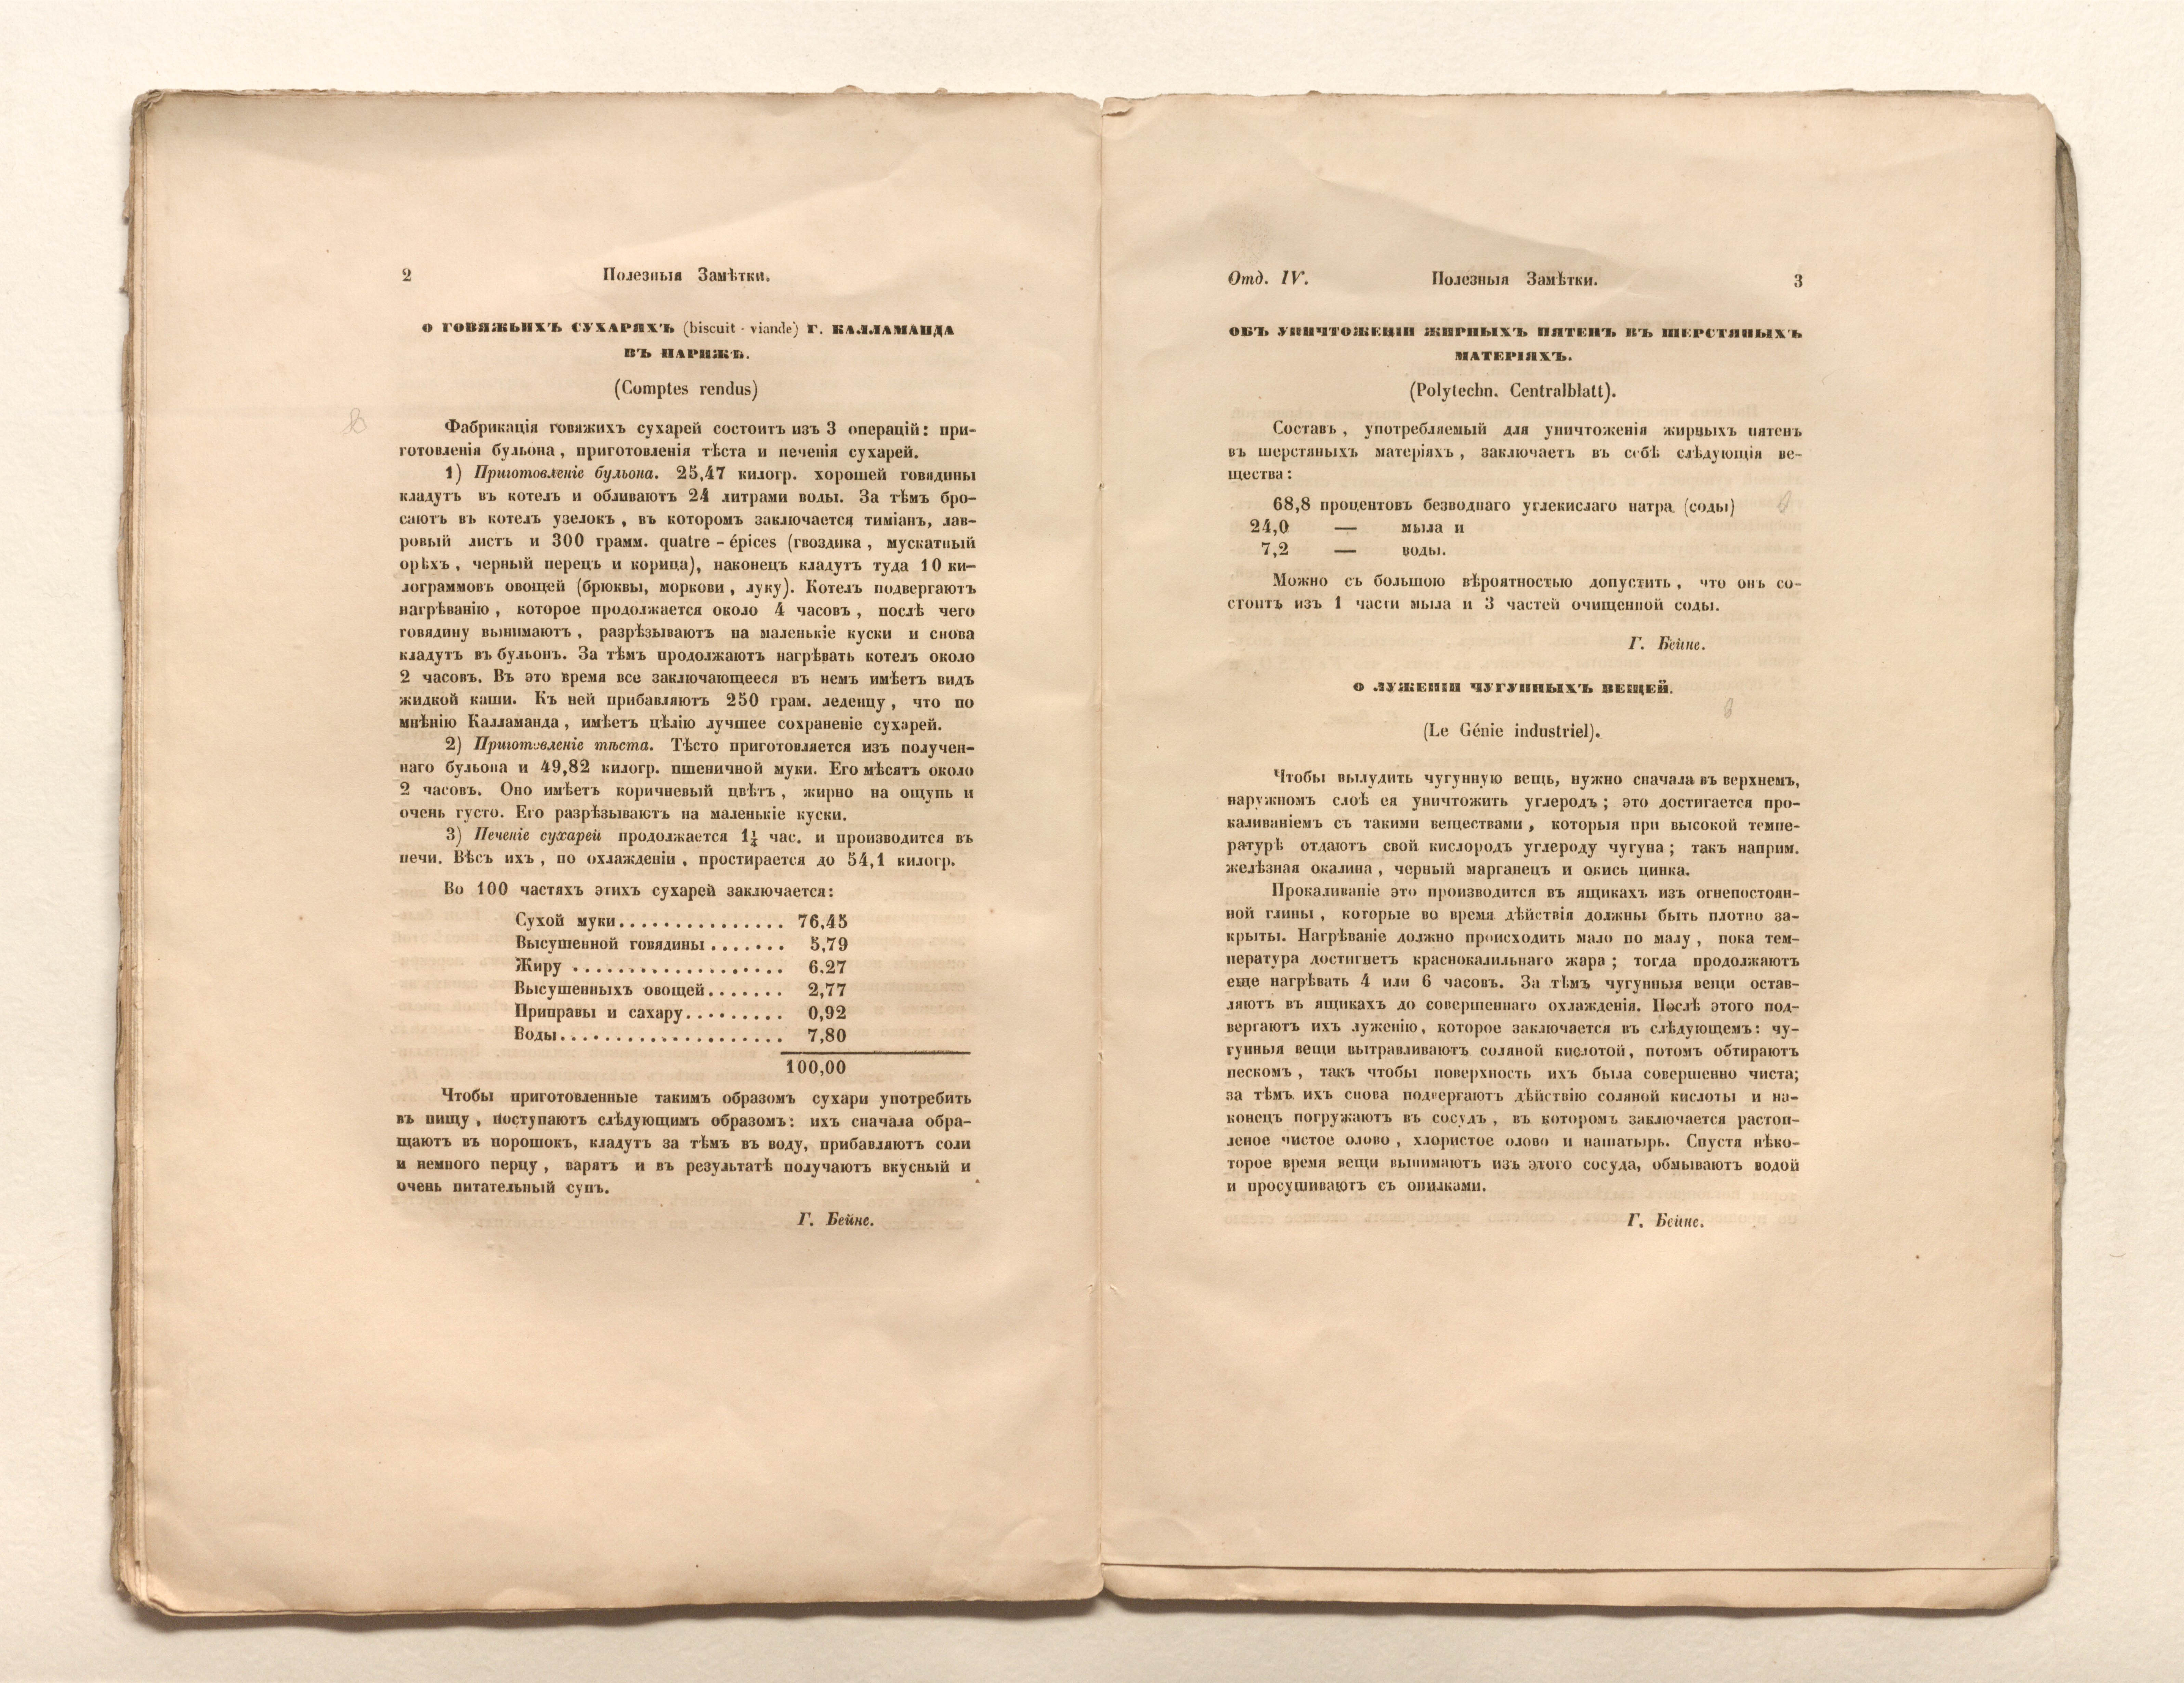 2 Полезныя Замѣтки.
О ГОВЯЖЬИХЪ СУХАРЯХЪ (biscuit - viande) Г. КАЛЛАМАНДА
ВЪ ПАРИЖѢ.
(Comptes rendus)
Фабрикація говяжихъ сухарей состоитъ изъ 3 операцій: при-
готовленія бульона, приготовленія тѣста и печенія сухарей.
1) Приготовленіе бульона. 25,47 килогр. хорошей говядины
кладутъ въ котелъ и обливаютъ 24 литрами воды. За тѣмъ бро-
саютъ въ котелъ узелокъ, въ которомъ заключается тиміанъ, лав-
ровый листъ и 300 грамм. quatre - épices (гвоздика, мускатный
орѣхъ, черный перецъ и корица), наконецъ кладутъ туда 10 ки-
лограммовъ овощей (брюквы, моркови, луку). Котелъ подвергаютъ
нагрѣванію, которое продолжается около 4 часовъ, послѣ чего
говядину вынимаютъ, разрѣзываютъ на маленькіе куски и снова
кладутъ въ бульонъ. За тѣмъ продолжаютъ нагрѣвать котелъ около
2 часовъ. Въ это время все заключающееся въ немъ имѣетъ видъ
жидкой каши. Къ ней прибавляютъ 250 грам. леденцу, что по
мнѣнію Калламанда, имѣетъ цѣлію лучшее сохраненіе сухарей.
2) Приготовленіе тѣста. Тѣсто приготовляется изъ получен-
наго бульона и 49,82 килогр. пшеничной муки. Его мѣсятъ около
2 часовъ. Оно имѣетъ коричневый цвѣтъ, жирно на ощупь и
очень густо. Его разрѣзываютъ на маленькіе куски.
3) Печеніе сухарей продолжается 1¼ час. и производится въ
печи. Вѣсъ ихъ, по охлажденіи, простирается до 54,1 килогр.
Во 100 частяхъ этихъ сухарей заключается:
Сухой муки............... 76,45
Высушенной говядины....... 5,79
Жиру ................... 6.27
Высушенныхъ овощей....... 2,77
Приправы и сахару......... 0,92
Воды.................... 7,80
100,00
Чтобы приготовленные такимъ образомъ сухари употребить
въ пищу, поступаютъ слѣдующимъ образомъ: ихъ сначала обра-
щаютъ въ порошокъ, кладутъ за тѣмъ въ воду, прибавляютъ соли
и немного перцу, варятъ и въ результатѣ получаютъ вкусный и
очень питательный супъ.
Г. Бейне.
Отд. IV. Полезныя Замѣтки. 3
ОБЪ УНИЧТОЖЕНІИ ЖИРНЫХЪ ПЯТЕНЪ ВЪ ШЕРСТЯНЫХЪ
МАТЕРІЯХЪ.
(Polytechn. Centralblatt).
Составъ, употребляемый для уничтоженія жирныхъ пятенъ
въ шерстяныхъ матеріяхъ, заключаетъ въ себѣ слѣдующія ве-
щества:
68,8 процентовъ безводнаго углекислаго натра (соды)
24,0 — мыла и
7,2 — воды.
Можно съ большою вѣроятностью допустить, что онъ со-
стоитъ изъ 1 части мыла и 3 частей очищенной соды.
Г. Бейне.
О ЛУЖЕНІИ ЧУГУННЫХЪ ВЕЩЕЙ.
(Le Génie industriel).
Чтобы вылудить чугунную вещь, нужно сначала въ верхнемъ,
наружномъ слоѣ ея уничтожить углеродъ; это достигается про-
каливаніемъ съ такими веществами, которыя при высокой темпе-
ратурѣ отдаютъ свой кислородъ углероду чугуна; такъ наприм.
желѣзная окалина, черный марганецъ и окись цинка.
Прокаливаніе это производится въ ящикахъ изъ огнепостоян-
ной глины, которые во время дѣйствія должны быть плотно за-
крыты. Нагрѣваніе должно происходить мало по малу, пока тем-
пература достигнетъ краснокалильнаго жара; тогда продолжаютъ
еще нагрѣвать 4 или 6 часовъ. За тѣмъ чугунныя вещи остав-
ляютъ въ ящикахъ до совершеннаго охлажденія. Послѣ этого под-
вергаютъ ихъ луженію, которое заключается въ слѣдующемъ: чу-
гунныя вещи вытравливаютъ соляной кислотой, потомъ обтираютъ
пескомъ, такъ чтобы поверхность ихъ была совершенно чиста;
за тѣмъ ихъ снова подвергаютъ дѣйствію соляной кислоты и на-
конецъ погружаютъ въ сосудъ, въ которомъ заключается растоп-
леное чистое олово, хлористое олово и нашатырь. Спустя нѣко-
торое время вещи вынимаютъ изъ этого сосуда, обмываютъ водой
и просушиваютъ съ опилками.
Г. Бейне.